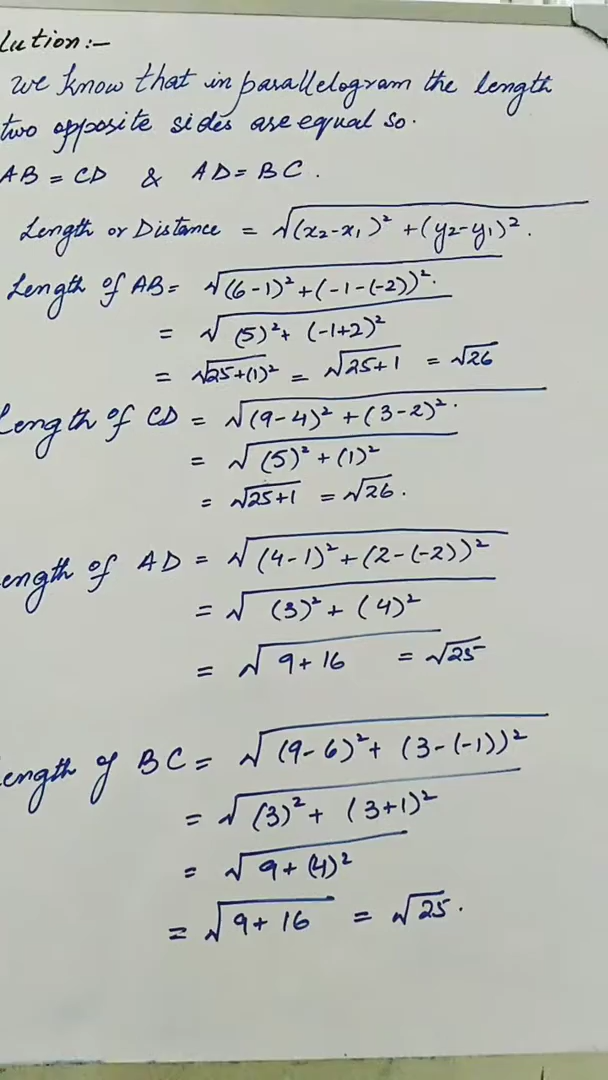 lution:-
we know that in parallelogram the length
two opposite sides are equal so.
AB = CD & AD = BC.
Length or Distance = √(x₂-x₁)² + (y₂-y₁)².
Length of AB = √(6-1)² + (-1-(-2))².
= √(5)² + (-1+2)²
= √25+(1)² = √25+1 = √26
Length of CD = √(9-4)² + (3-2)².
= √(5)² + (1)²
= √25+1 = √26.
ength of AD = √(4-1)² + (2-(-2))²
= √(3)² + (4)²
= √9+16 = √25
ength of BC = √(9-6)² + (3-(-1))²
= √(3)² + (3+1)²
= √9+(4)²
= √9+16 = √25.